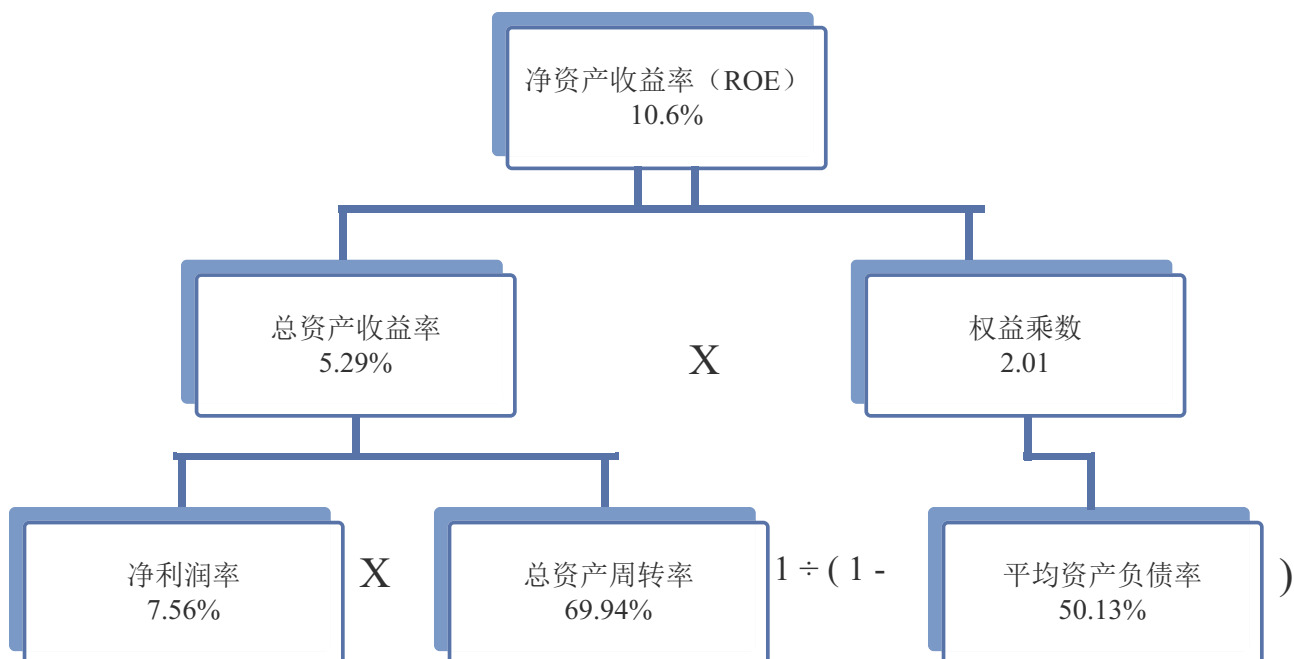 净资产收益率（ROE）
10.6%
总资产收益率
5.29%
X
权益乘数
2.01
净利润率
7.56%
X
总资产周转率
69.94%
1 ÷ ( 1 -
平均资产负债率
50.13%
)